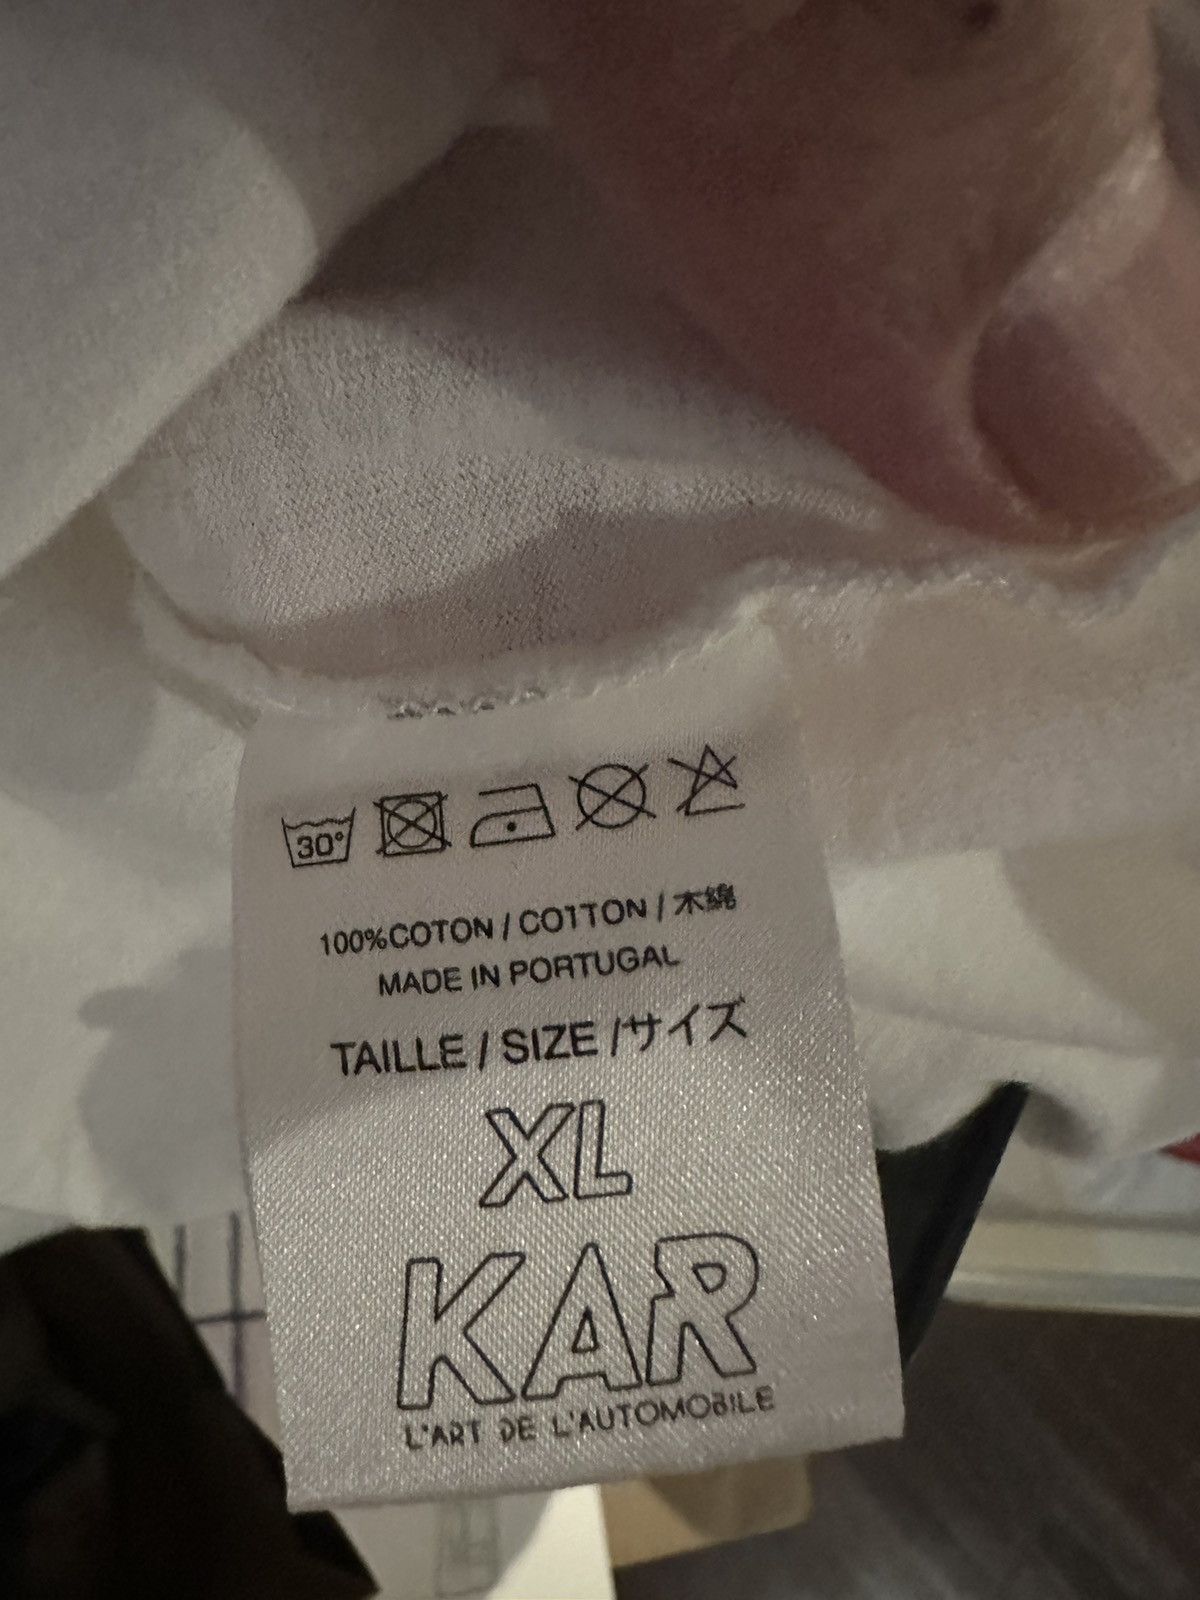 30°
100%COTON / COTTON / 木綿
MADE IN PORTUGAL
TAILLE / SIZE / サイズ
XL
KAR
L'ART DE L'AUTOMOBILE